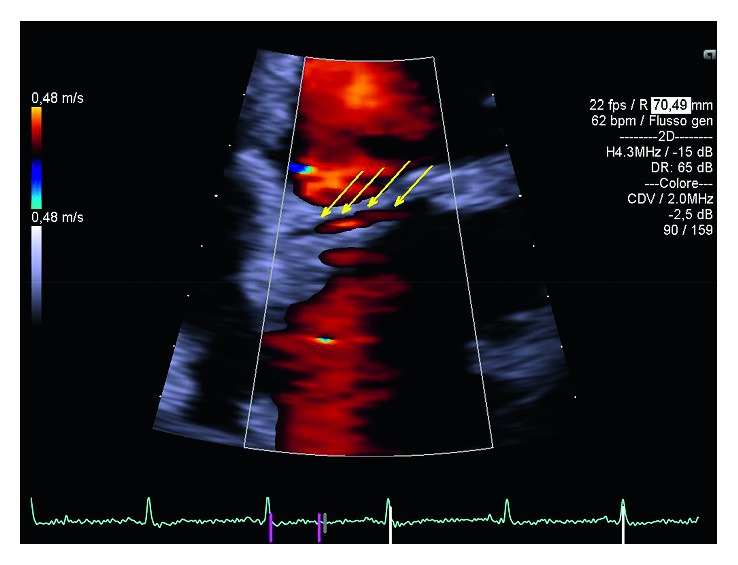 0,48 m/s
0,48 m/s
22 fps / R 70,49 mm
62 bpm / Flusso gen
--------2D--------
H4.3MHz / -15 dB
DR: 65 dB
---Colore---
CDV / 2.0MHz
-2,5 dB
90 / 159